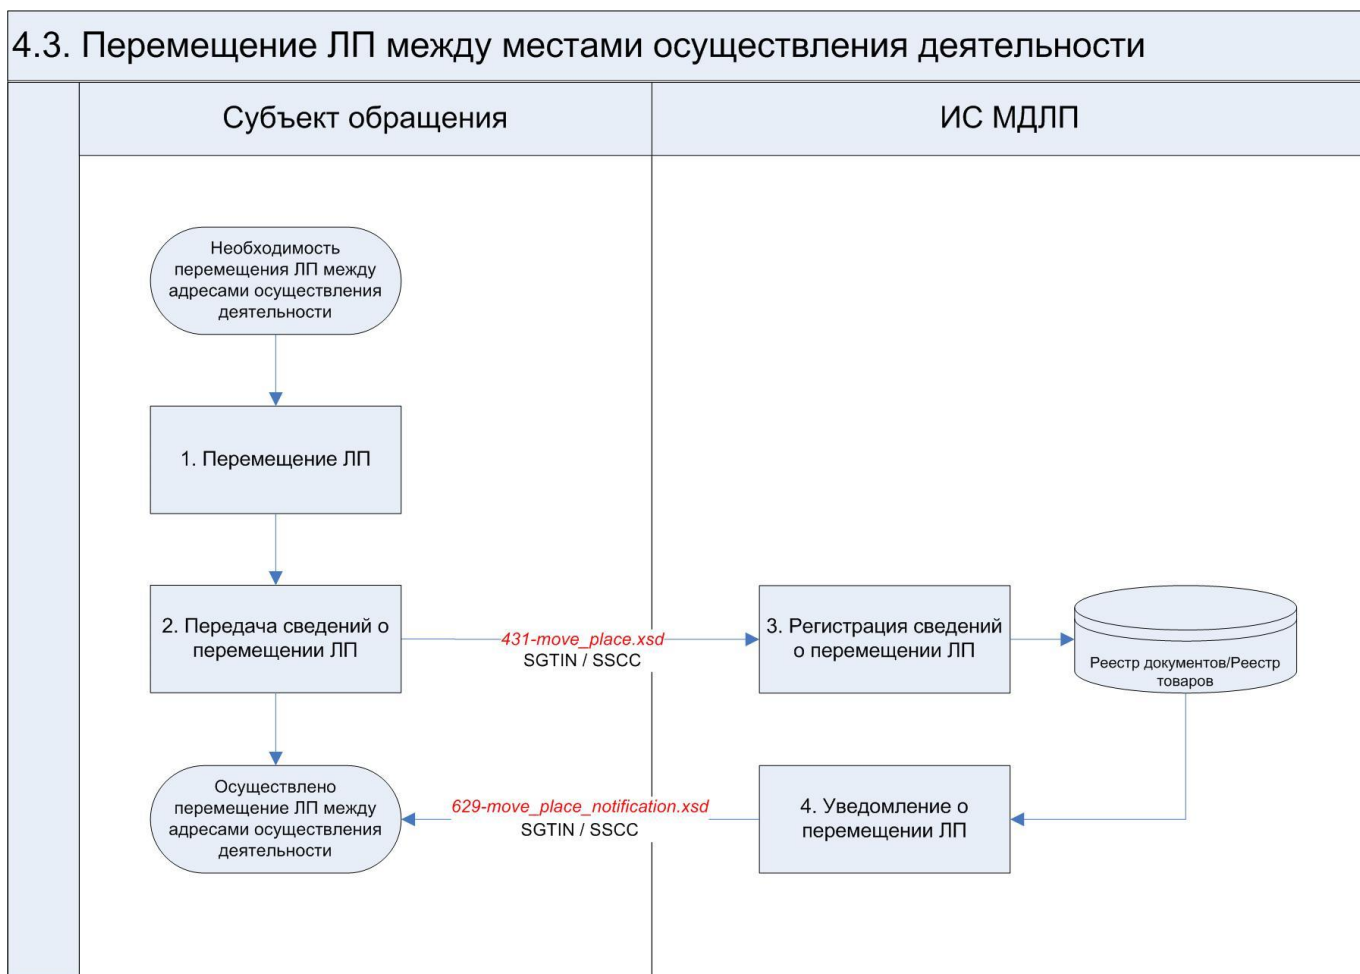 4.3. Перемещение ЛП между местами осуществления деятельности
Субъект обращения
ИС МДЛП
Необходимость
перемещения ЛП между
адресами осуществления
деятельности
1. Перемещение ЛП
2. Передача сведений о
перемещении ЛП
431-move_place.xsd
SGTIN / SSCC
3. Регистрация сведений
о перемещении ЛП
Реестр документов/Реестр
товаров
Осуществлено
перемещение ЛП между
адресами осуществления
деятельности
629-move_place_notification.xsd
SGTIN / SSCC
4. Уведомление о
перемещении ЛП